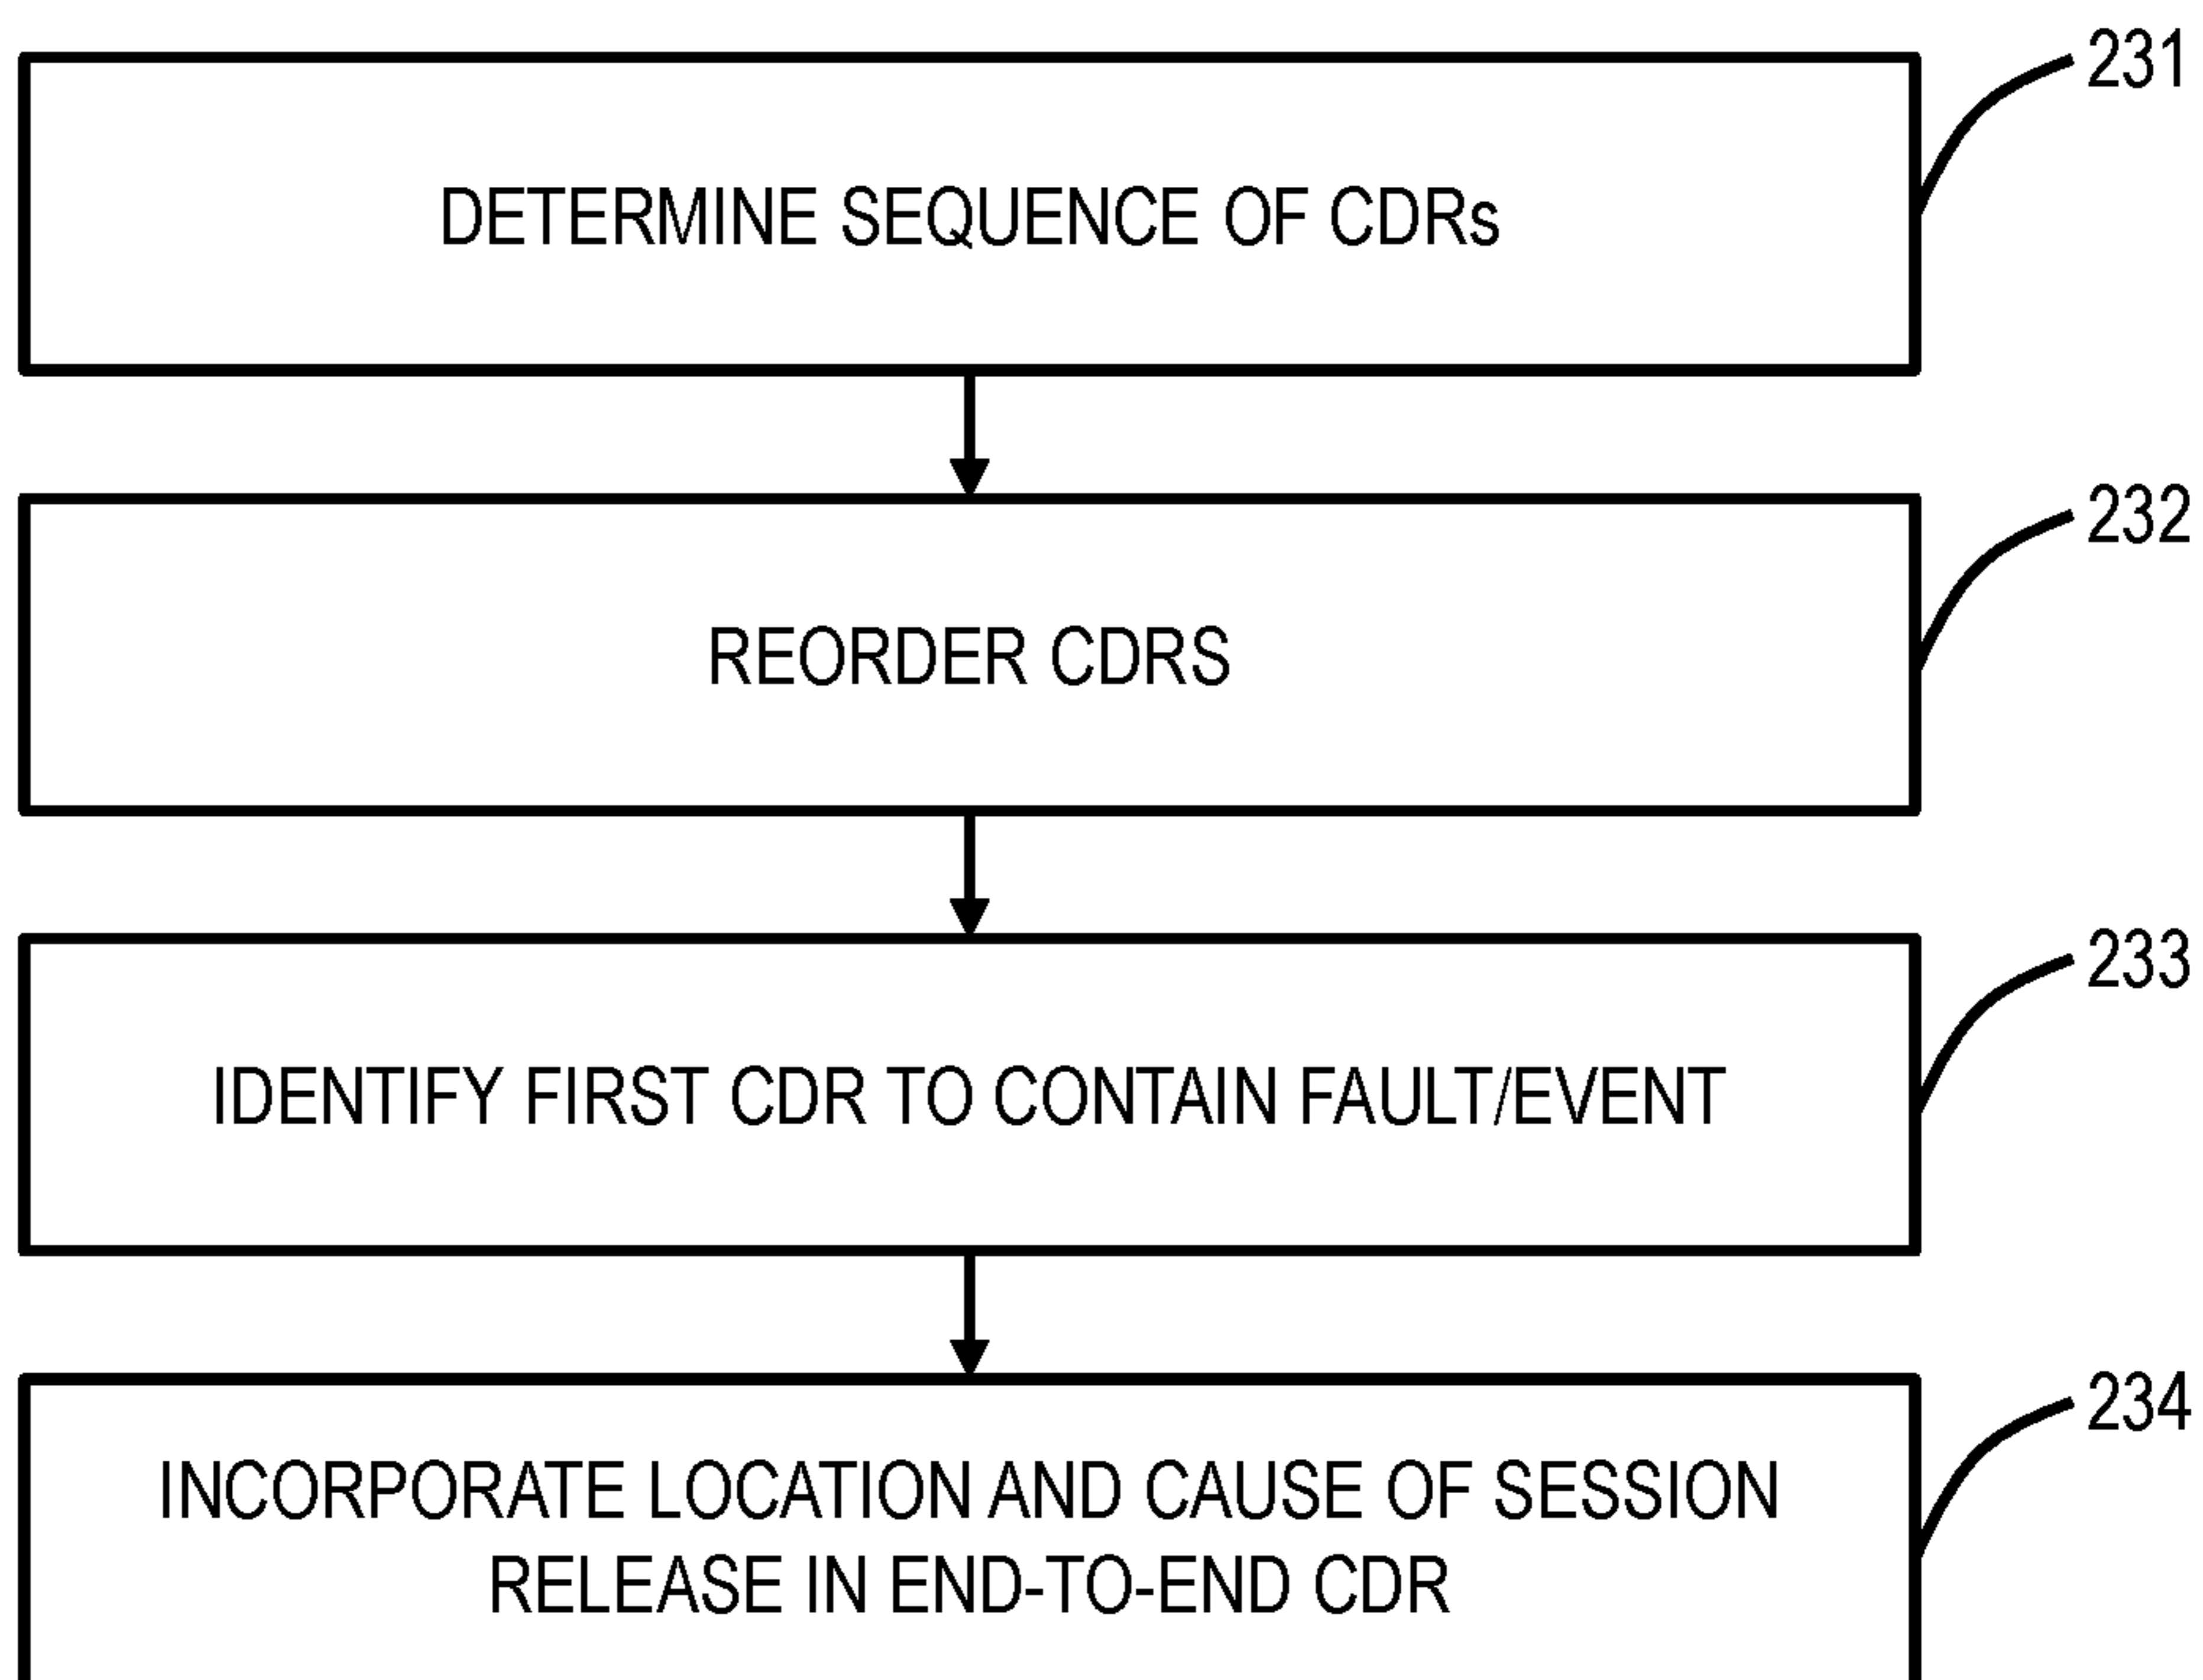 231
DETERMINE SEQUENCE OF CDRs
232
REORDER CDRS
233
IDENTIFY FIRST CDR TO CONTAIN FAULT/EVENT
234
INCORPORATE LOCATION AND CAUSE OF SESSION
RELEASE IN END-TO-END CDR